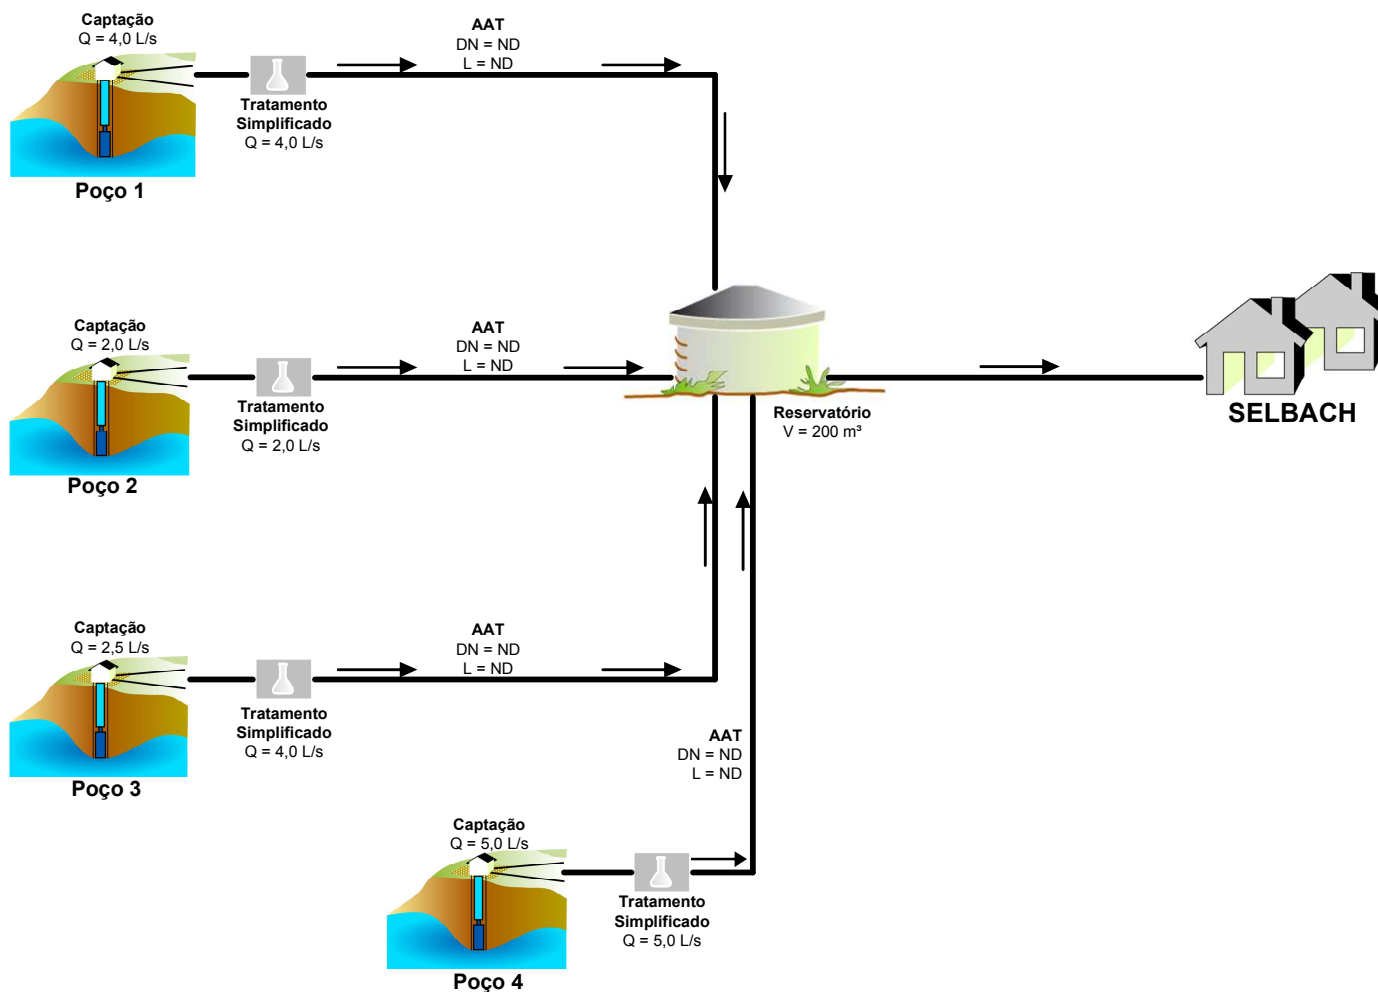 Captação
Q = 4,0 L/s
Tratamento
Simplificado
Q = 4,0 L/s
Poço 1
AAT
DN = ND
L = ND
Captação
Q = 2,0 L/s
Tratamento
Simplificado
Q = 2,0 L/s
Poço 2
AAT
DN = ND
L = ND
Reservatório
V = 200 m³
SELBACH
Captação
Q = 2,5 L/s
Tratamento
Simplificado
Q = 4,0 L/s
Poço 3
AAT
DN = ND
L = ND
AAT
DN = ND
L = ND
Captação
Q = 5,0 L/s
Tratamento
Simplificado
Q = 5,0 L/s
Poço 4